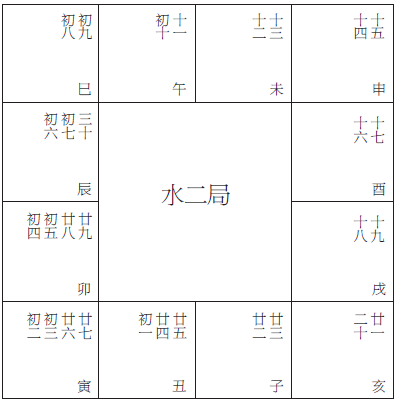 初八 初九
巳
初十 十一
午
十二 十三
未
十四 十五
申
初六 初七 三十
辰
水二局
十六 十七
酉
初四 初五 廿八 廿九
卯
十八 十九
戌
初二 初三 廿六 廿七
寅
初一 廿四 廿五
丑
廿二 廿三
子
二十 廿一
亥